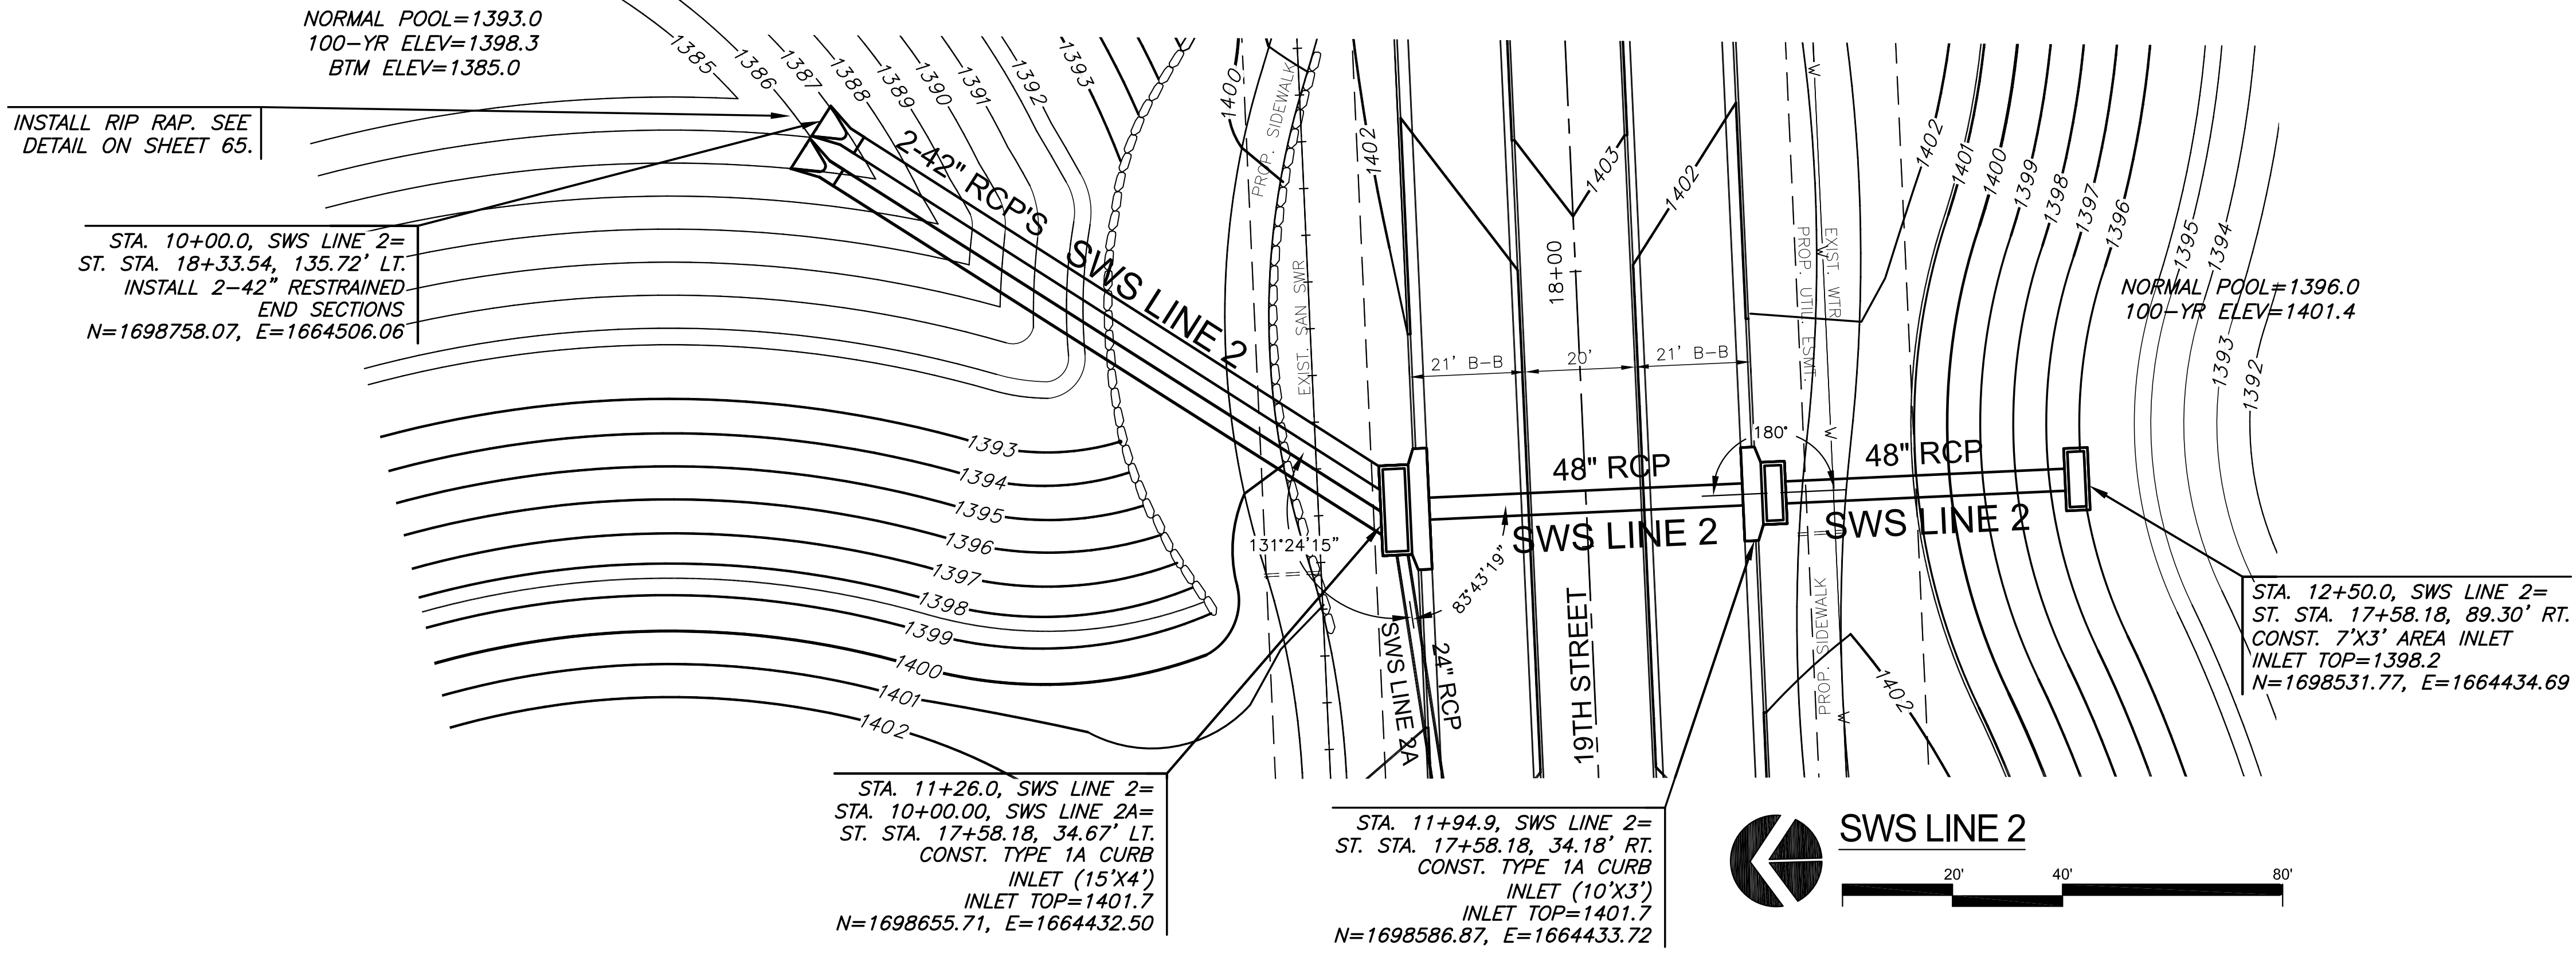 NORMAL POOL=1393.0
100-YR ELEV=1398.3
BTM ELEV=1385.0
INSTALL RIP RAP. SEE
DETAIL ON SHEET 65.
STA. 10+00.0, SWS LINE 2=
ST. STA. 18+33.54, 135.72' LT.
INSTALL 2-42" RESTRAINED
END SECTIONS
N=1698758.07, E=1664506.06
1385
1386
1387
1388
1389
1390
1391
1392
1393
2-42" RCP'S
SWS LINE 2
1393
1394
1395
1396
1397
1398
1399
1400
1401
1402
1400
PROP. SIDEWALK
EXIST. SAN SWR
1402
18+00
1403
1402
21' B-B
20'
21' B-B
131°24'15"
83°43'19"
180°
48" RCP
SWS LINE 2
48" RCP
SWS LINE 2
SWS LINE 2A
24" RCP
19TH STREET
W
W
EXIST. WTR
PROP. UTIL. ESMT.
W
W
W
PROP. SIDEWALK
1402
1402
1401
1400
1399
1398
1397
1396
1395
1394
1393
1392
NORMAL POOL=1396.0
100-YR ELEV=1401.4
STA. 12+50.0, SWS LINE 2=
ST. STA. 17+58.18, 89.30' RT.
CONST. 7'X3' AREA INLET
INLET TOP=1398.2
N=1698531.77, E=1664434.69
STA. 11+26.0, SWS LINE 2=
STA. 10+00.00, SWS LINE 2A=
ST. STA. 17+58.18, 34.67' LT.
CONST. TYPE 1A CURB
INLET (15'X4')
INLET TOP=1401.7
N=1698655.71, E=1664432.50
STA. 11+94.9, SWS LINE 2=
ST. STA. 17+58.18, 34.18' RT.
CONST. TYPE 1A CURB
INLET (10'X3')
INLET TOP=1401.7
N=1698586.87, E=1664433.72
SWS LINE 2
20'
40'
80'